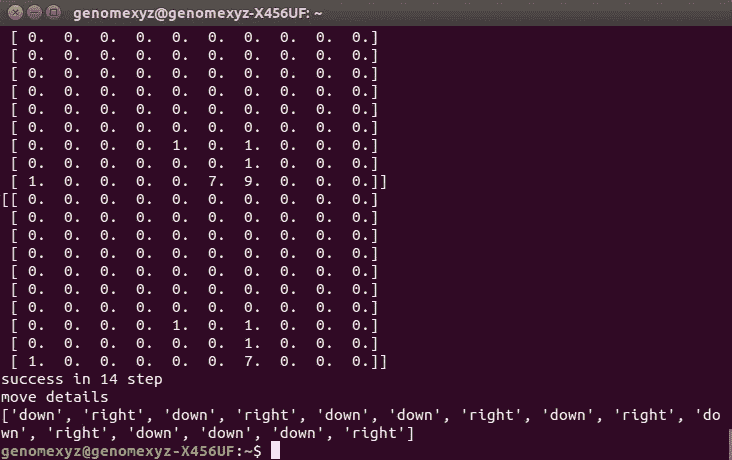 genomexyz@genomexyz-X456UF: ~
[ 0. 0. 0. 0. 0. 0. 0. 0. 0. 0.]
[ 0. 0. 0. 0. 0. 0. 0. 0. 0. 0.]
[ 0. 0. 0. 0. 0. 0. 0. 0. 0. 0.]
[ 0. 0. 0. 0. 0. 0. 0. 0. 0. 0.]
[ 0. 0. 0. 0. 0. 0. 0. 0. 0. 0.]
[ 0. 0. 0. 0. 0. 0. 0. 0. 0. 0.]
[ 0. 0. 0. 0. 1. 0. 1. 0. 0. 0.]
[ 0. 0. 0. 0. 0. 0. 1. 0. 0. 0.]
[ 1. 0. 0. 0. 0. 7. 9. 0. 0. 0.]]
[[ 0. 0. 0. 0. 0. 0. 0. 0. 0. 0.]
[ 0. 0. 0. 0. 0. 0. 0. 0. 0. 0.]
[ 0. 0. 0. 0. 0. 0. 0. 0. 0. 0.]
[ 0. 0. 0. 0. 0. 0. 0. 0. 0. 0.]
[ 0. 0. 0. 0. 0. 0. 0. 0. 0. 0.]
[ 0. 0. 0. 0. 0. 0. 0. 0. 0. 0.]
[ 0. 0. 0. 0. 0. 0. 0. 0. 0. 0.]
[ 0. 0. 0. 0. 1. 0. 1. 0. 0. 0.]
[ 0. 0. 0. 0. 0. 0. 1. 0. 0. 0.]
[ 1. 0. 0. 0. 0. 0. 7. 0. 0. 0.]]
success in 14 step
move details
['down', 'right', 'down', 'right', 'down', 'down', 'right', 'down', 'right', 'do
wn', 'right', 'down', 'down', 'down', 'right']
genomexyz@genomexyz-X456UF:~$